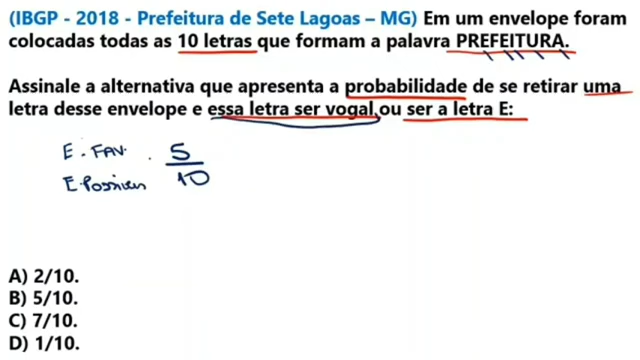 (IBGP - 2018 - Prefeitura de Sete Lagoas – MG) Em um envelope foram
colocadas todas as 10 letras que formam a palavra PREFEITURA.
Assinale a alternativa que apresenta a probabilidade de se retirar uma
letra desse envelope e essa letra ser vogal ou ser a letra E:
E. FAV. 5
E. Possíveis 10
A) 2/10.
B) 5/10.
C) 7/10.
D) 1/10.